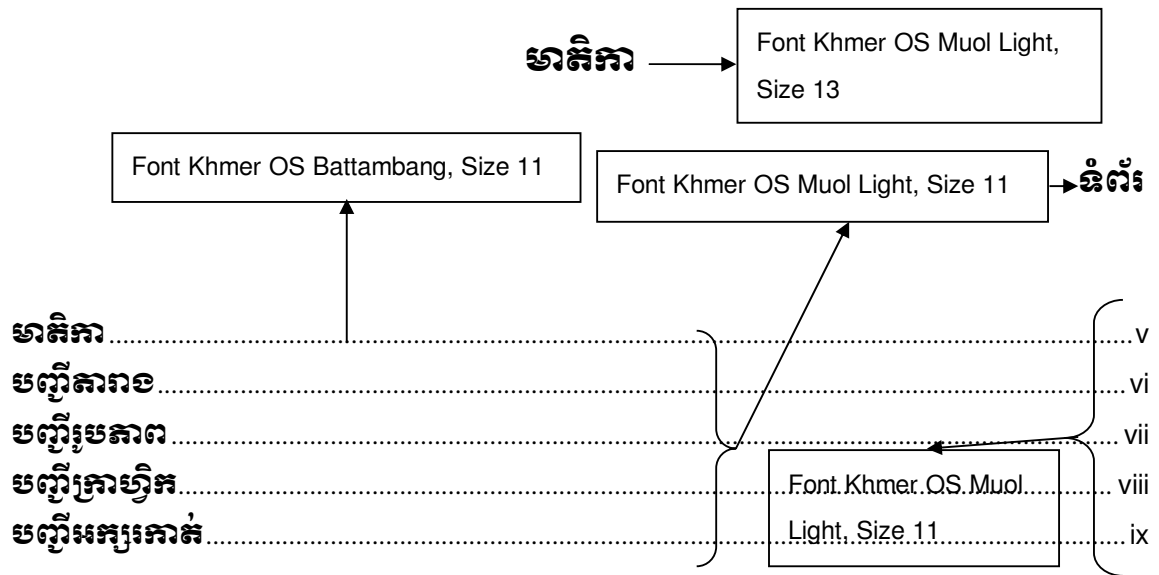 មាតិកា
Font Khmer OS Muol Light,
Size 13
Font Khmer OS Battambang, Size 11
Font Khmer OS Muol Light, Size 11
ទំព័រ
មាតិកា........................................................................................................v
បញ្ជីតារាង........................................................................................................vi
បញ្ជីរូបភាព........................................................................................................vii
បញ្ជីក្រាហ្វិក........................................................................................................viii
Font Khmer OS Muol
បញ្ជីអក្សរកាត់........................................................................................................ix
Light, Size 11